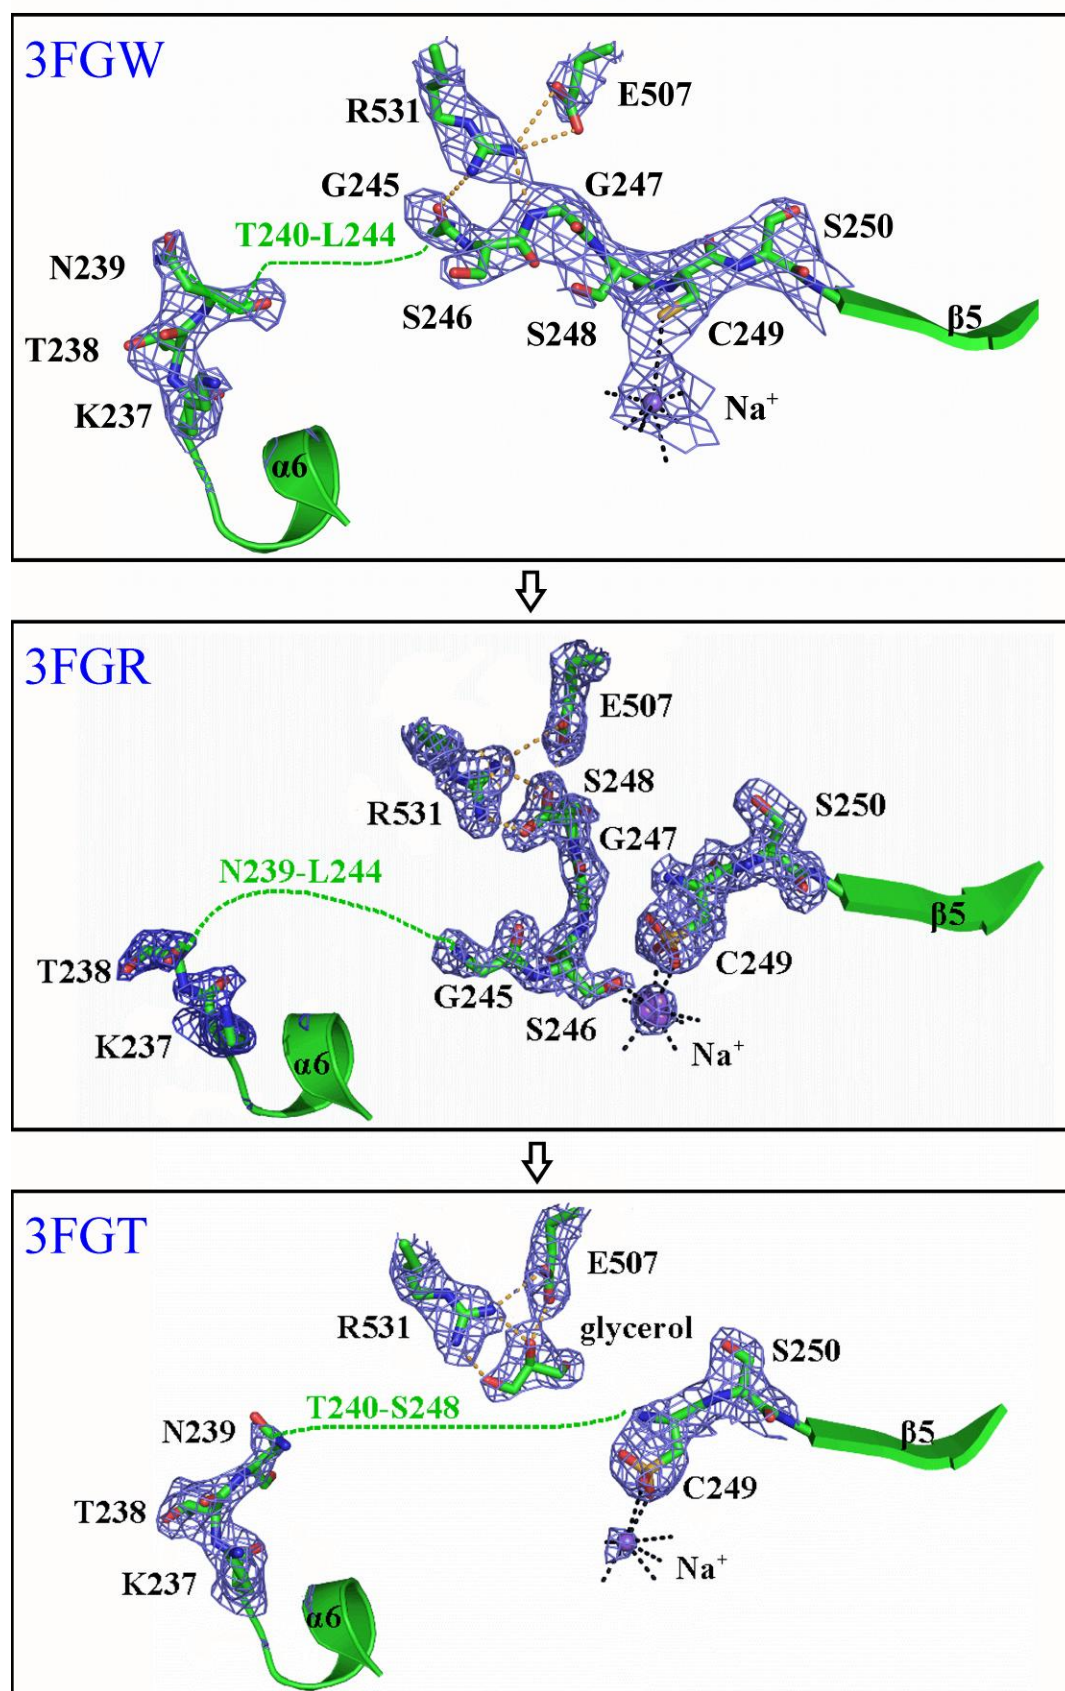 3FGW
E507
R531
G245
G247
T240-L244
S250
N239
S246
S248
C249
β5
T238
K237
Na⁺
α6
3FGR
E507
S248
S250
R531
G247
N239-L244
β5
T238
G245
C249
S246
K237
Na⁺
α6
3FGT
E507
R531
glycerol
S250
T240-S248
N239
β5
C249
T238
Na⁺
K237
α6